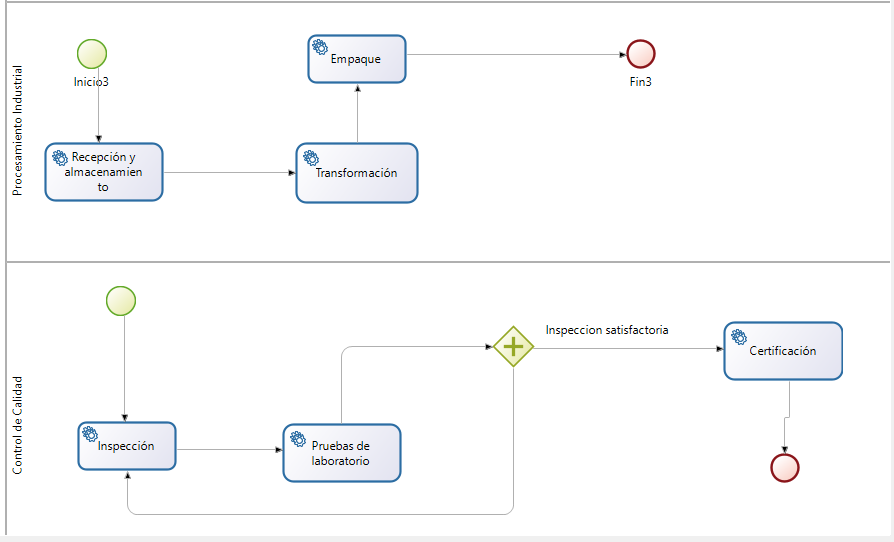 Procesamiento Industrial
Inicio3
Empaque
Fin3
Recepción y
almacenamien
to
Transformación
Control de Calidad
Inspeccion satisfactoria
Certificación
Inspección
Pruebas de
laboratorio